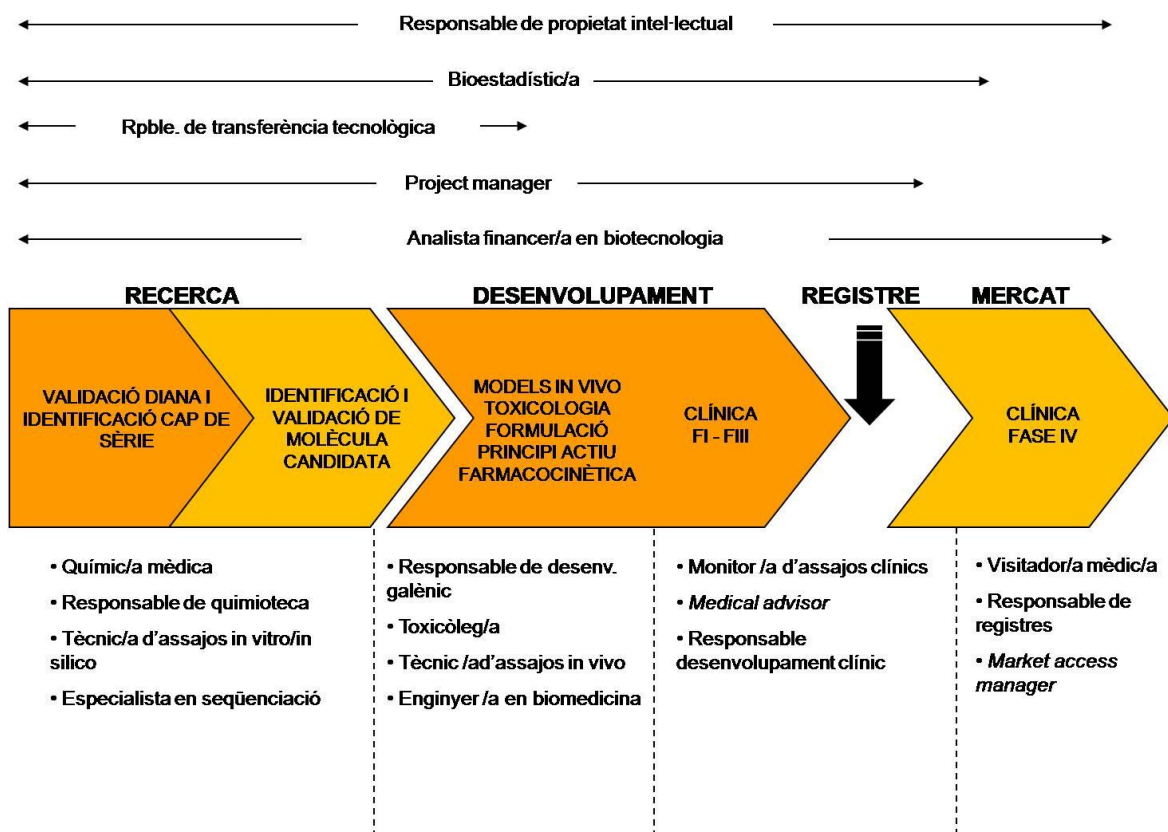 Responsable de propietat intel·lectual
Bioestadístic/a
Rpble. de transferència tecnològica
Project manager
Analista financer/a en biotecnologia
RECERCA
DESENVOLUPAMENT
REGISTRE
MERCAT
VALIDACIÓ DIANA I
IDENTIFICACIÓ CAP DE
SÈRIE
IDENTIFICACIÓ I
VALIDACIÓ DE
MOLÈCULA
CANDIDATA
MODELS IN VIVO
TOXICOLOGIA
FORMULACIÓ
PRINCIPI ACTIU
FARMACOCINÈTICA
CLÍNICA
FI - FIII
CLÍNICA
FASE IV
• Químic/a mèdica
• Responsable de quimioteca
• Tècnic/a d'assajos in vitro/in
silico
• Especialista en seqüenciació
• Responsable de desenv.
galènic
• Toxicòleg/a
• Tècnic /ad'assajos in vivo
• Enginyer /a en biomedicina
• Monitor /a d'assajos clínics
• Medical advisor
• Responsable
desenvolupament clínic
• Visitador/a mèdic/a
• Responsable de
registres
• Market access
manager